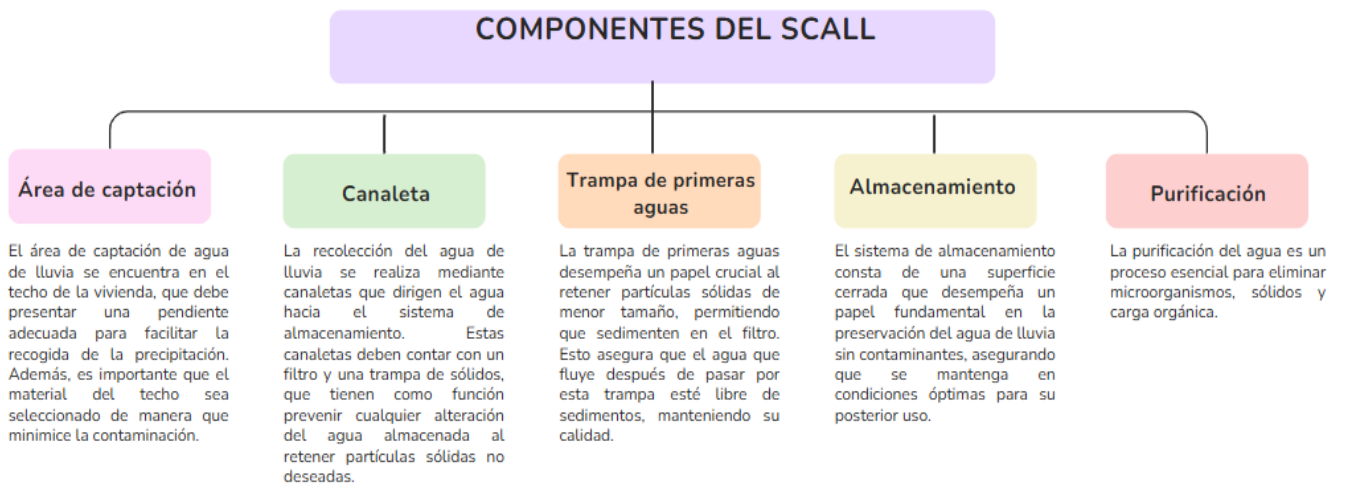 COMPONENTES DEL SCALL
Área de captación
El área de captación de agua
de lluvia se encuentra en el
techo de la vivienda, que debe
presentar una pendiente
adecuada para facilitar la
recogida de la precipitación.
Además, es importante que el
material del techo sea
seleccionado de manera que
minimice la contaminación.
Canaleta
La recolección del agua de
lluvia se realiza mediante
canaletas que dirigen el agua
hacia el sistema de
almacenamiento. Estas
canaletas deben contar con un
filtro y una trampa de sólidos,
que tienen como función
prevenir cualquier alteración
del agua almacenada al
retener partículas sólidas no
deseadas.
Trampa de primeras
aguas
La trampa de primeras aguas
desempeña un papel crucial al
retener partículas sólidas de
menor tamaño, permitiendo
que sedimenten en el filtro.
Esto asegura que el agua que
fluye después de pasar por
esta trampa esté libre de
sedimentos, manteniendo su
calidad.
Almacenamiento
El sistema de almacenamiento
consta de una superficie
cerrada que desempeña un
papel fundamental en la
preservación del agua de lluvia
sin contaminantes, asegurando
que se mantenga en
condiciones óptimas para su
posterior uso.
Purificación
La purificación del agua es un
proceso esencial para eliminar
microorganismos, sólidos y
carga orgánica.